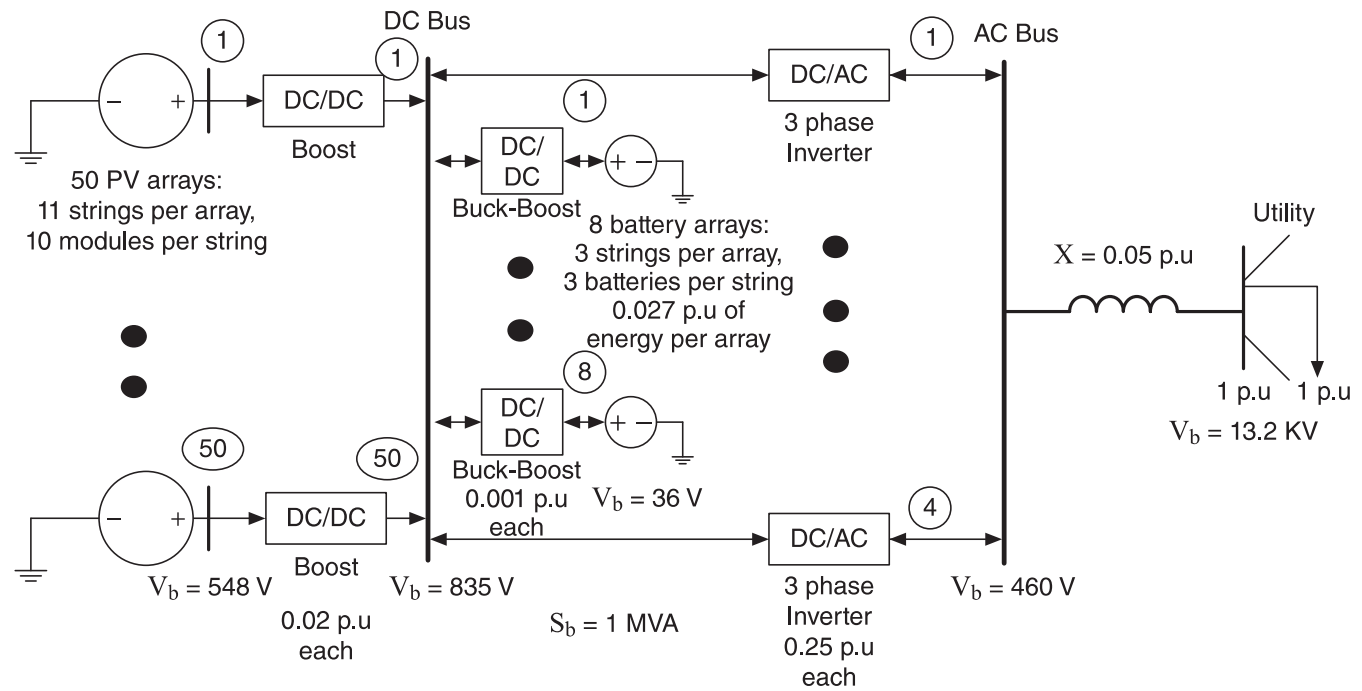 DC Bus
AC Bus
1
1
1
1
− +
DC/DC
Boost
DC/AC
3 phase
Inverter
DC/
DC
+ −
Buck-Boost
50 PV arrays:
11 strings per array,
10 modules per string
8 battery arrays:
3 strings per array,
3 batteries per string
0.027 p.u of
energy per array
Utility
X = 0.05 p.u
1 p.u
1 p.u
Vb = 13.2 KV
8
DC/
DC
+ −
Buck-Boost
0.001 p.u
each
Vb = 36 V
50
50
4
− +
DC/DC
Boost
0.02 p.u
each
Vb = 548 V
Vb = 835 V
Sb = 1 MVA
DC/AC
3 phase
Inverter
0.25 p.u
each
Vb = 460 V